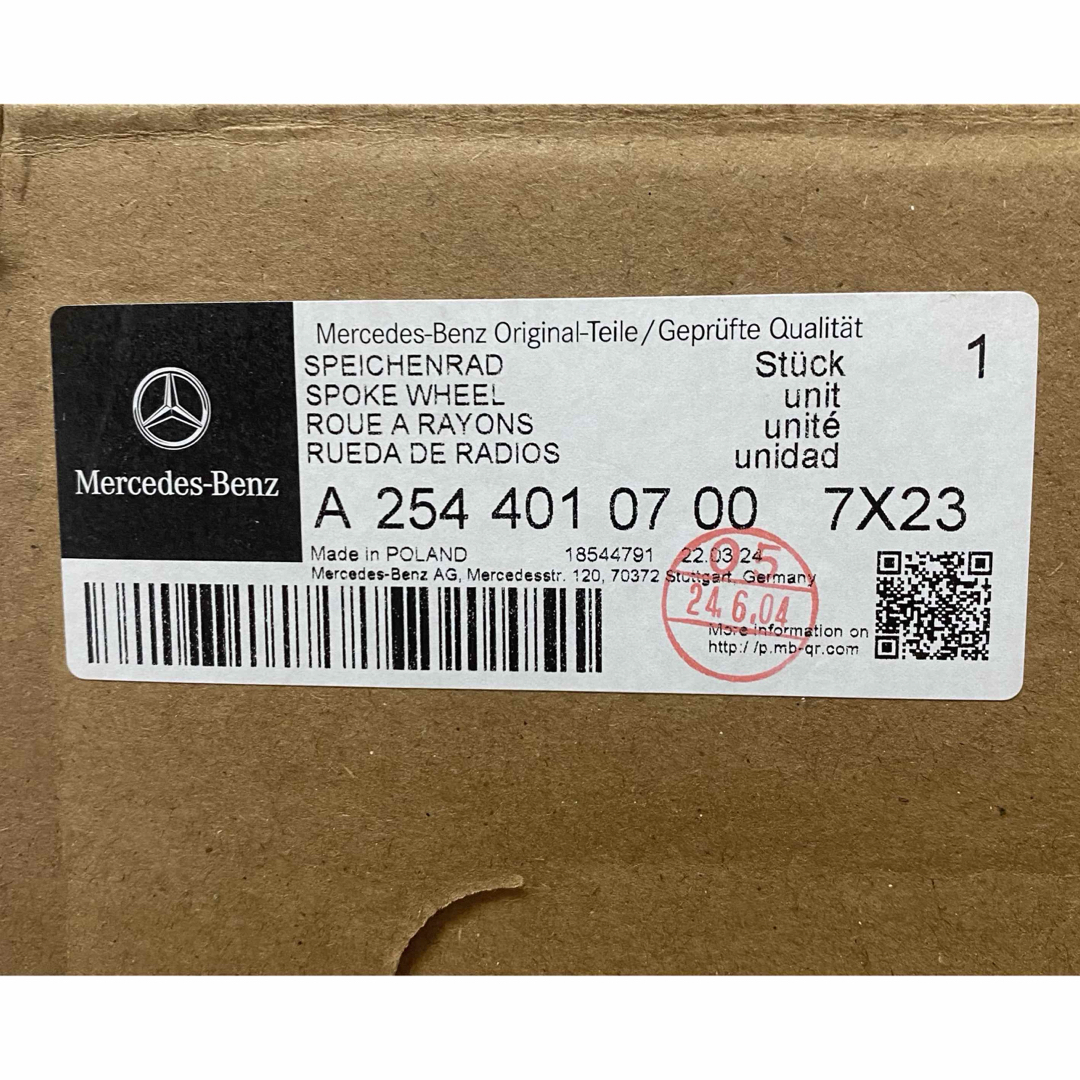 Mercedes-Benz
Mercedes-Benz Original-Teile/Geprüfte Qualität
SPEICHENRAD Stück 1
SPOKE WHEEL unit
ROUE A RAYONS unité
RUEDA DE RADIOS unidad
A 254 401 07 00 7X23
Made in POLAND 18544791 22.03.24
Mercedes-Benz AG, Mercedesstr. 120, 70372 Stuttgart, Germany
95
24.6.04
More information on
http://p.mb-qr.com